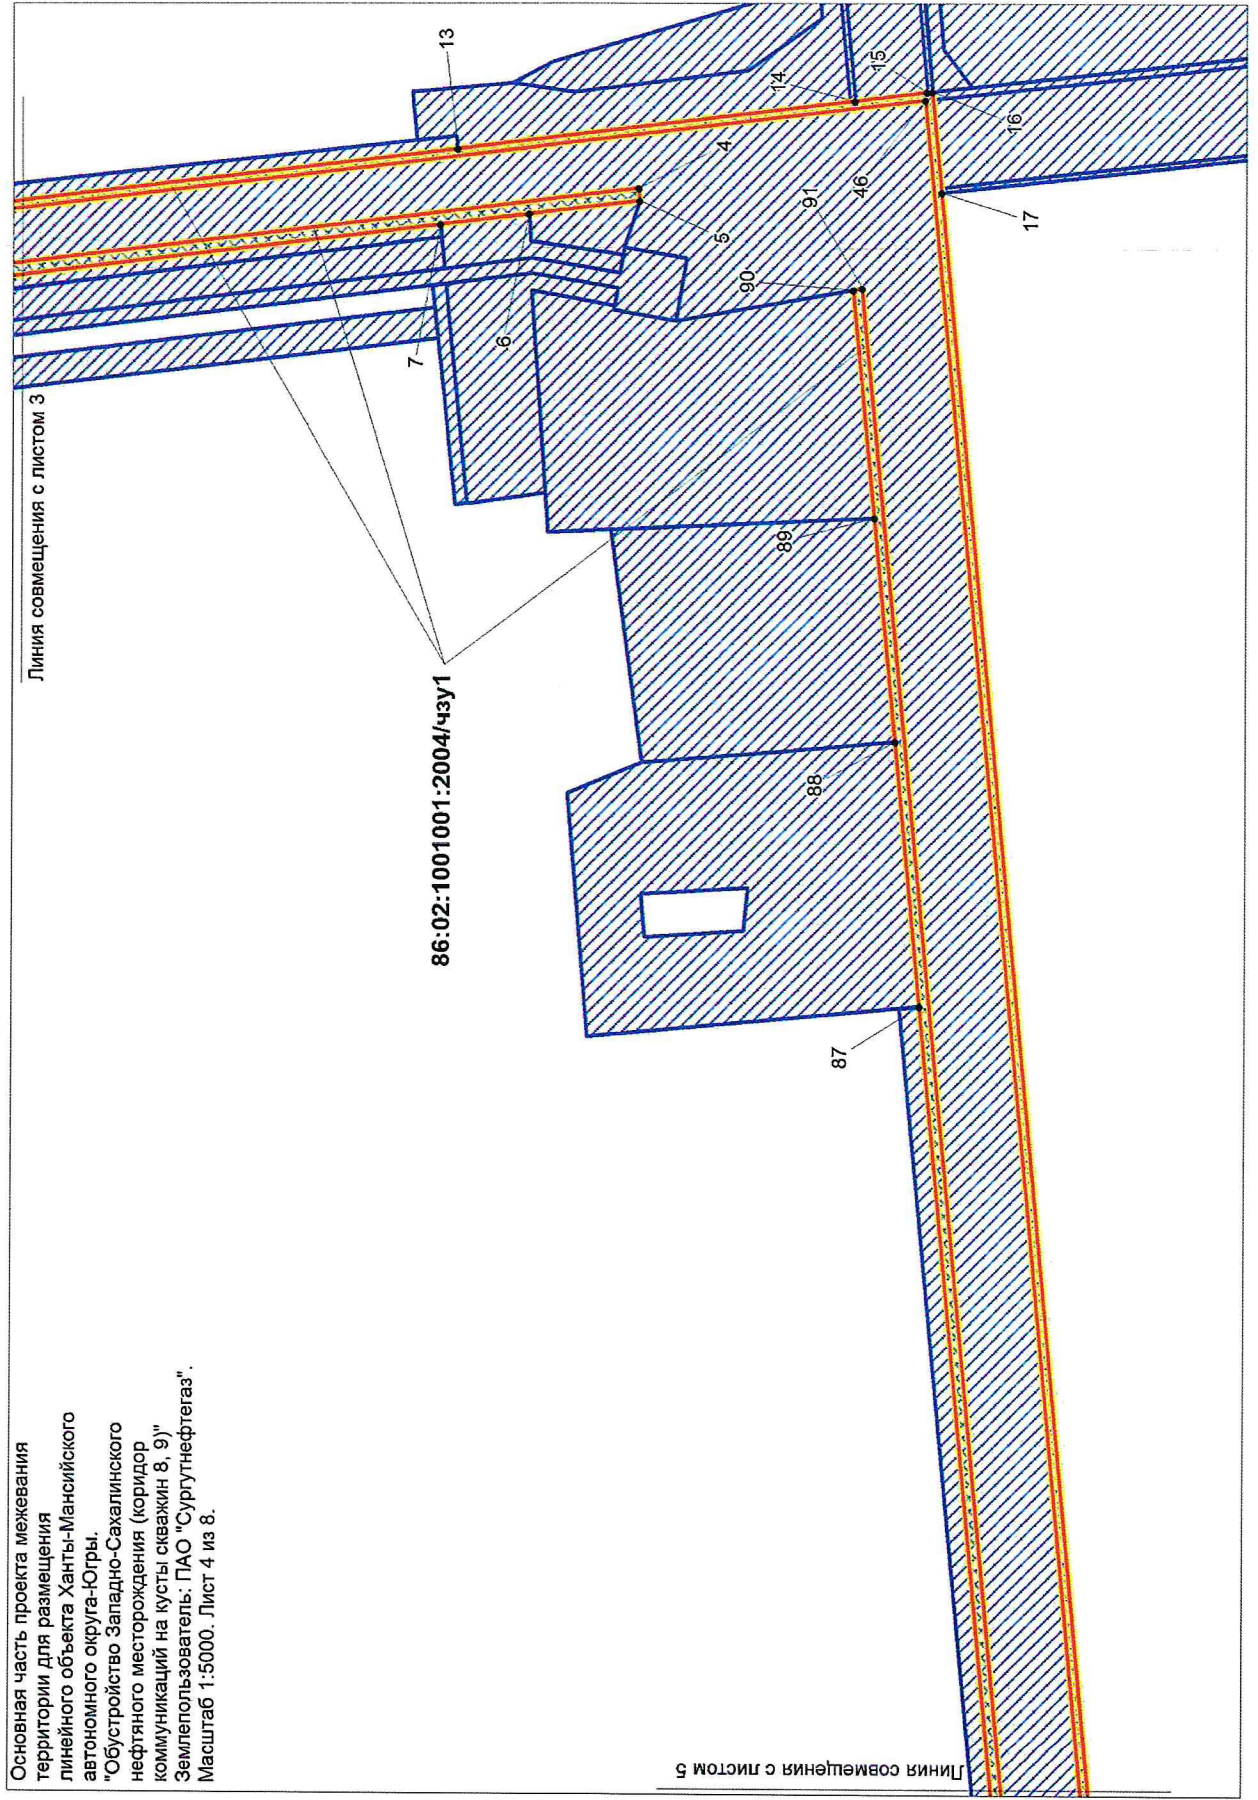 Основная часть проекта межевания
территории для размещения
линейного объекта Ханты-Мансийского
автономного округа-Югры.
"Обустройство Западно-Сахалинского
нефтяного месторождения (коридор
коммуникаций на кусты скважин 8, 9)"
Землепользователь: ПАО "Сургутнефтегаз".
Масштаб 1:5000. Лист 4 из 8.
Линия совмещения с листом 3
86:02:1001001:2004/чзу1
13
7
6
4
5
14
15
90
91
46
16
17
89
88
87
Линия совмещения с листом 5